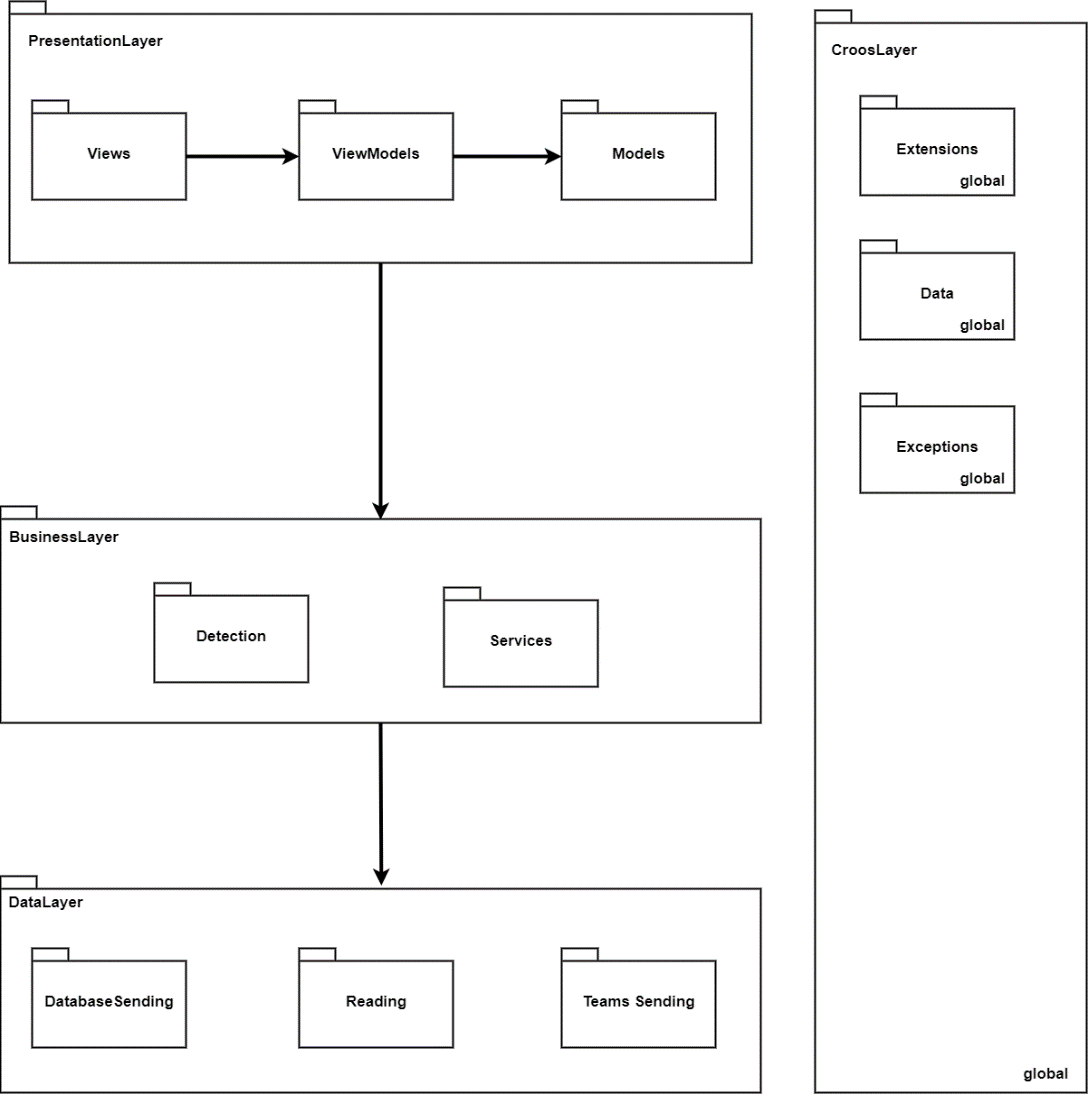 PresentationLayer
Views
ViewModels
Models
CroosLayer
Extensions
global
Data
global
Exceptions
global
BusinessLayer
Detection
Services
DataLayer
DatabaseSending
Reading
Teams Sending
global